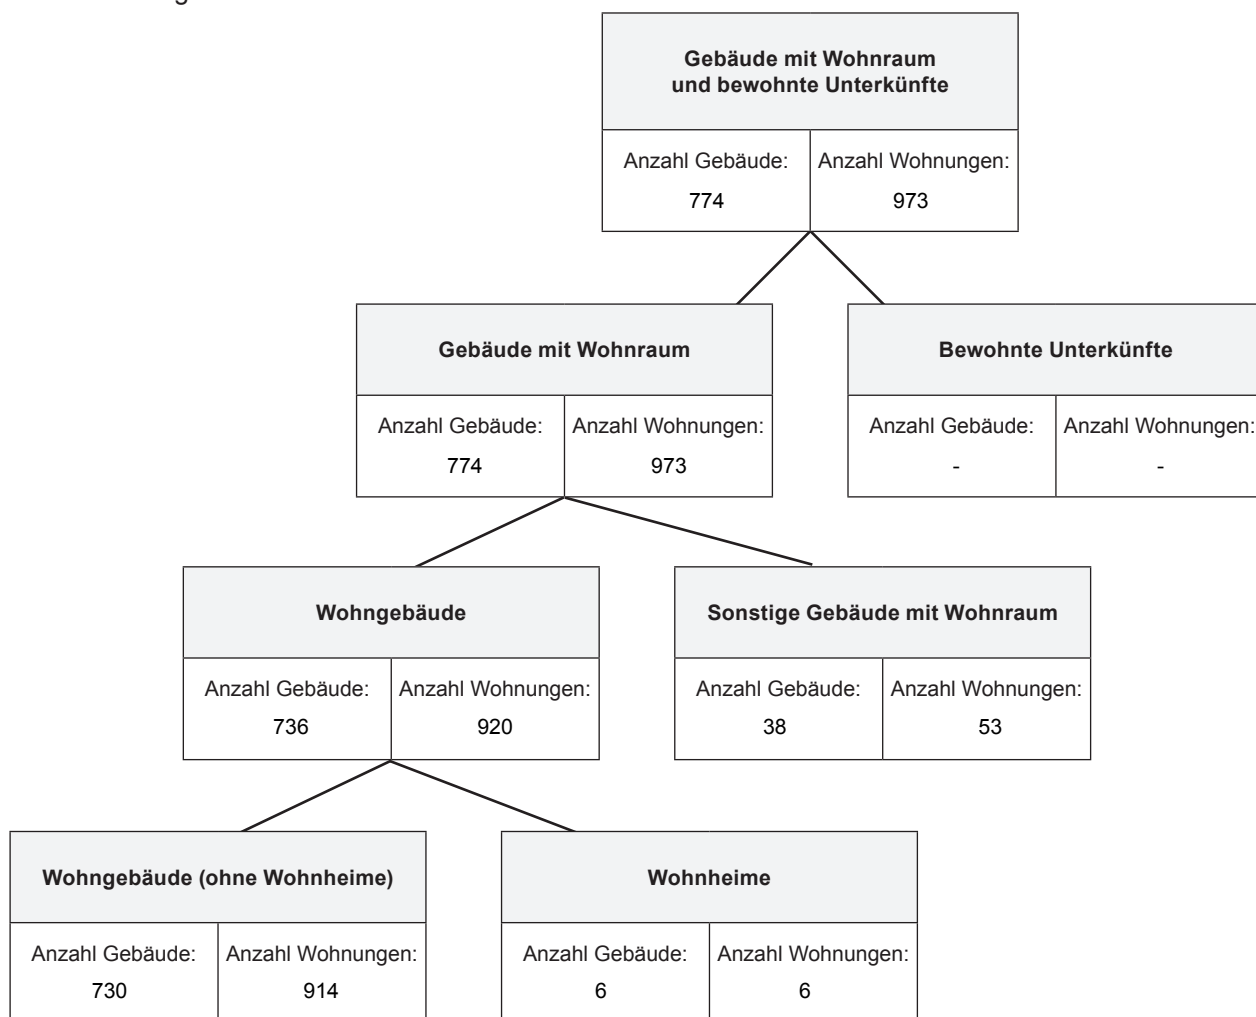 Gebäude mit Wohnraum
und bewohnte Unterkünfte
Anzahl Gebäude: Anzahl Wohnungen:
774 973
Gebäude mit Wohnraum
Anzahl Gebäude: Anzahl Wohnungen:
774 973
Bewohnte Unterkünfte
Anzahl Gebäude: Anzahl Wohnungen:
- -
Wohngebäude
Anzahl Gebäude: Anzahl Wohnungen:
736 920
Sonstige Gebäude mit Wohnraum
Anzahl Gebäude: Anzahl Wohnungen:
38 53
Wohngebäude (ohne Wohnheime)
Anzahl Gebäude: Anzahl Wohnungen:
730 914
Wohnheime
Anzahl Gebäude: Anzahl Wohnungen:
6 6